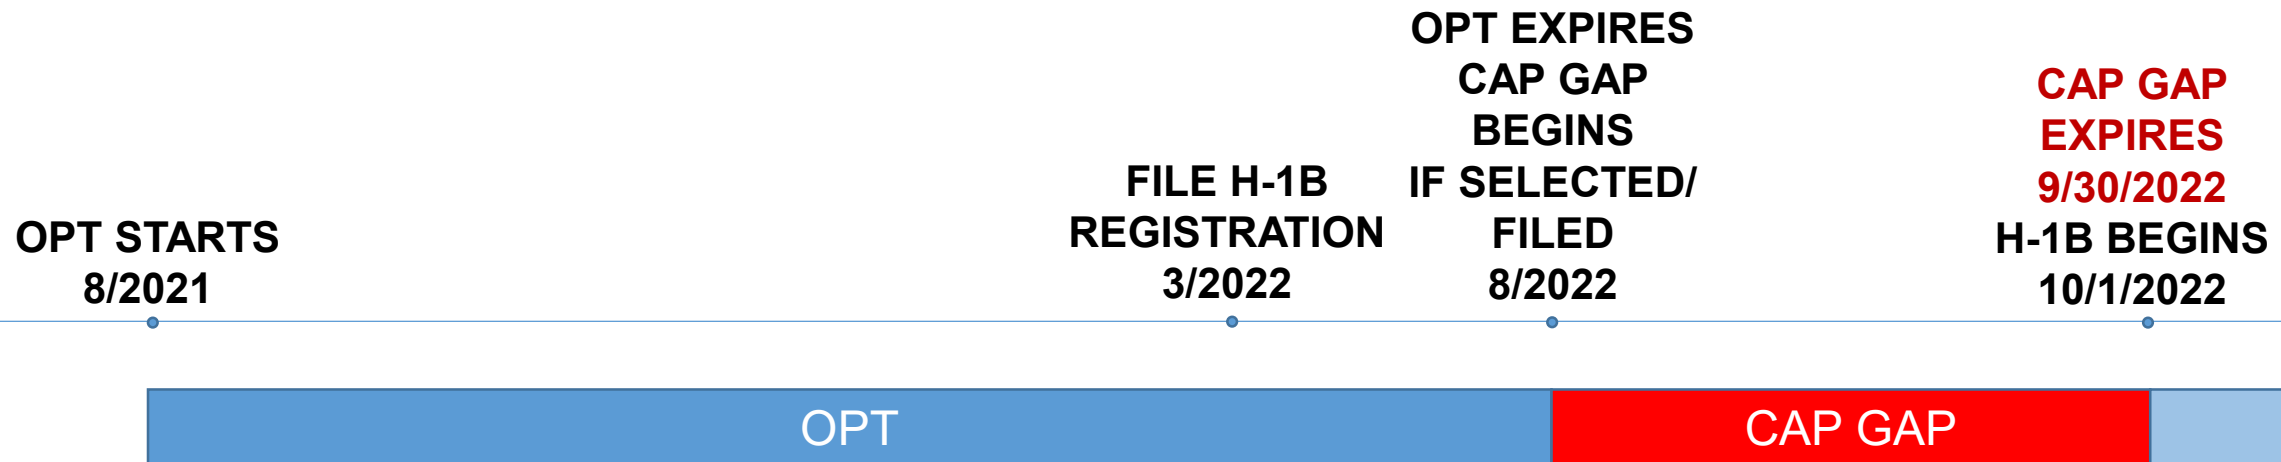 OPT STARTS
8/2021
FILE H-1B
REGISTRATION
3/2022
OPT EXPIRES
CAP GAP
BEGINS
IF SELECTED/
FILED
8/2022
CAP GAP
EXPIRES
9/30/2022
H-1B BEGINS
10/1/2022
OPT
CAP GAP